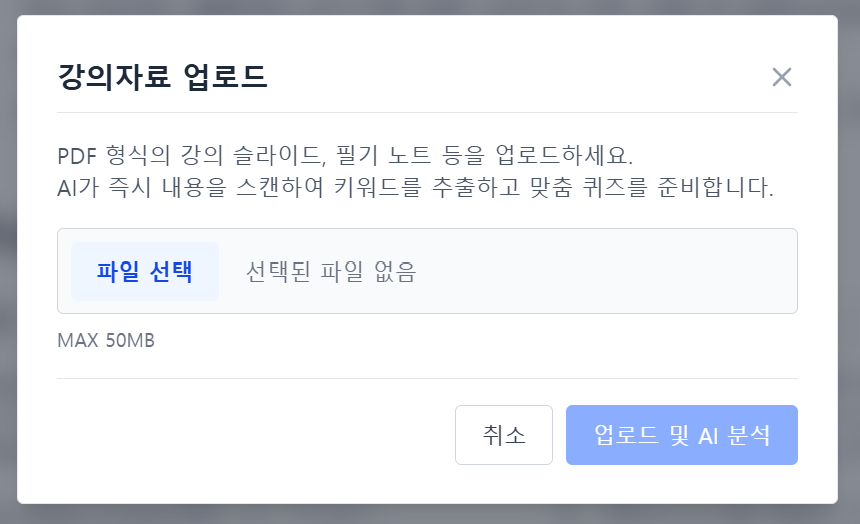 강의자료 업로드
PDF 형식의 강의 슬라이드, 필기 노트 등을 업로드하세요.
AI가 즉시 내용을 스캔하여 키워드를 추출하고 맞춤 퀴즈를 준비합니다.
파일 선택 선택된 파일 없음
MAX 50MB
취소 업로드 및 AI 분석